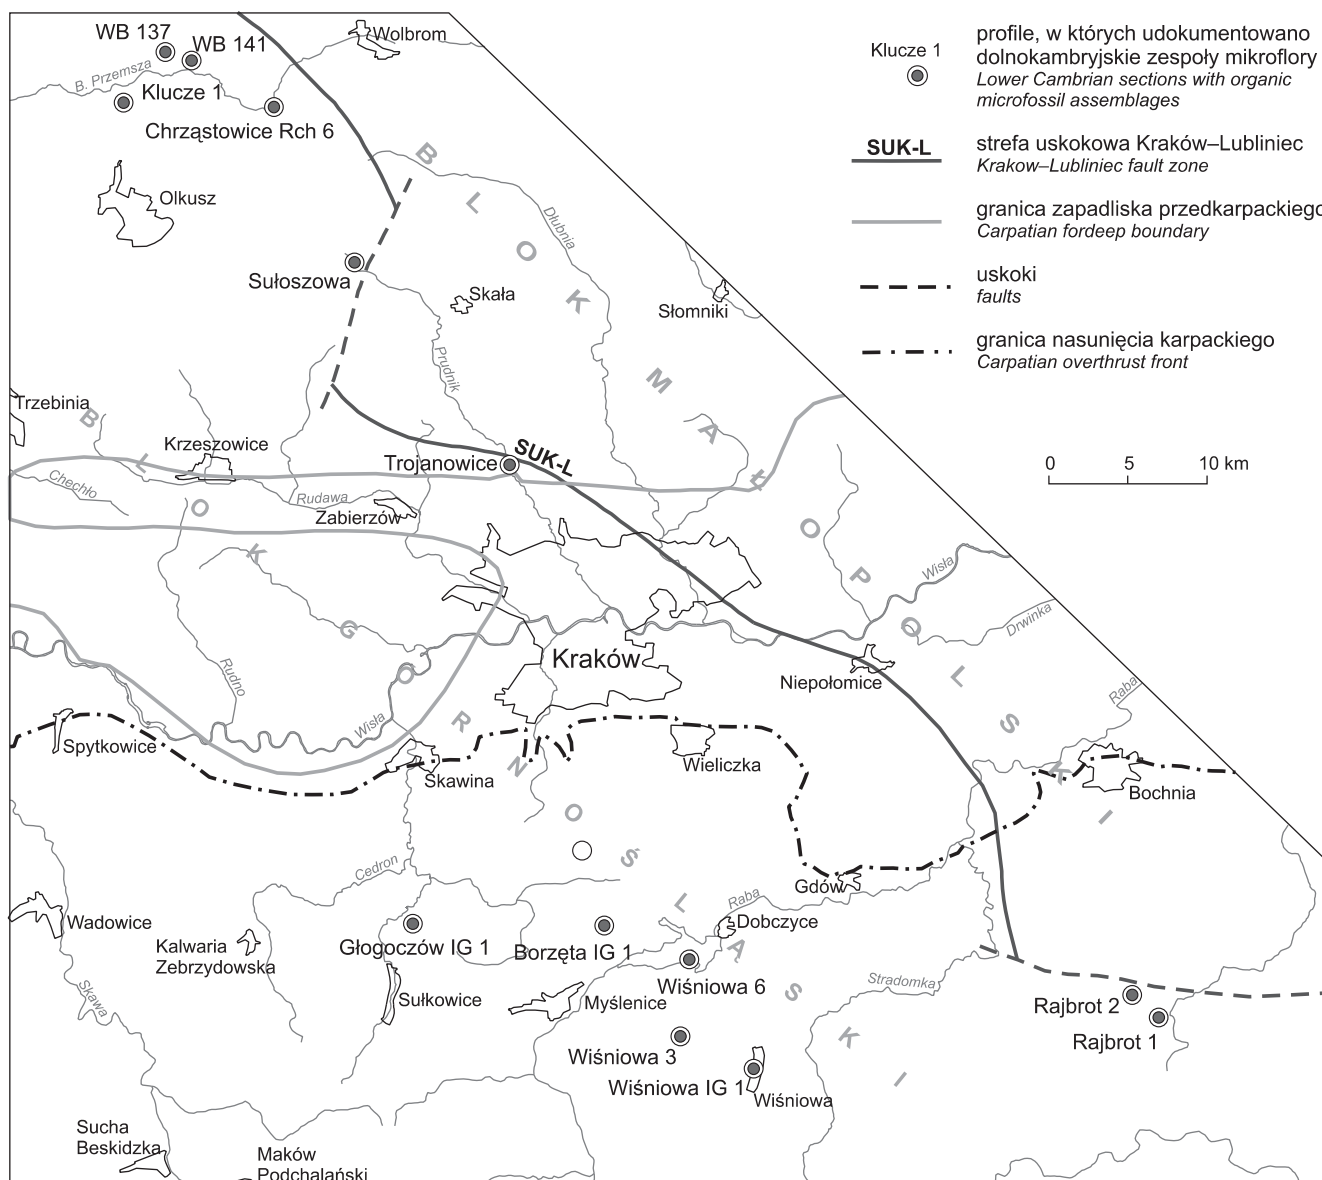 WB 137
WB 141
Wolbrom
B. Przemsza
Klucze 1
Chrząstowice Rch 6
Olkusz
Dłubnia
Sułoszowa
Skała
Słomniki
Prudnik
Trzebinia
Krzeszowice
Trojanowice
SUK-L
Chechło
Rudawa
Zabierzów
Wisła
Drwinka
Kraków
Niepołomice
Rudno
Wisła
Raba
Spytkowice
Skawina
Wieliczka
Bochnia
Cedron
Gdów
Raba
Dobczyce
Wadowice
Kalwaria
Zebrzydowska
Głogoczów IG 1
Borzęta IG 1
Wiśniowa 6
Stradomka
Skawa
Sułkowice
Myślenice
Rajbrot 2
Rajbrot 1
Wiśniowa 3
Wiśniowa IG 1
Wiśniowa
Sucha
Beskidzka
Maków
Podchalański
BLOK MAŁOPOLSKI
BLOK GÓRNOŚLĄSKI
Klucze 1
profile, w których udokumentowano
dolnokambryjskie zespoły mikroflory
Lower Cambrian sections with organic
microfossil assemblages
SUK-L
strefa uskokowa Kraków–Lubliniec
Krakow–Lubliniec fault zone
granica zapadliska przedkarpackiego
Carpatian fordeep boundary
uskoki
faults
granica nasunięcia karpackiego
Carpatian overthrust front
0 5 10 km